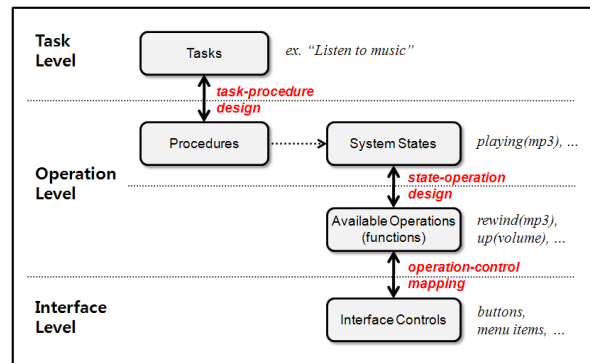 Task
Level
Tasks
ex. “Listen to music”
task-procedure
design
Procedures
System States
playing(mp3), ...
Operation
Level
state-operation
design
Available Operations
(functions)
rewind(mp3),
up(volume), ...
operation-control
mapping
Interface
Level
Interface Controls
buttons,
menu items, ...